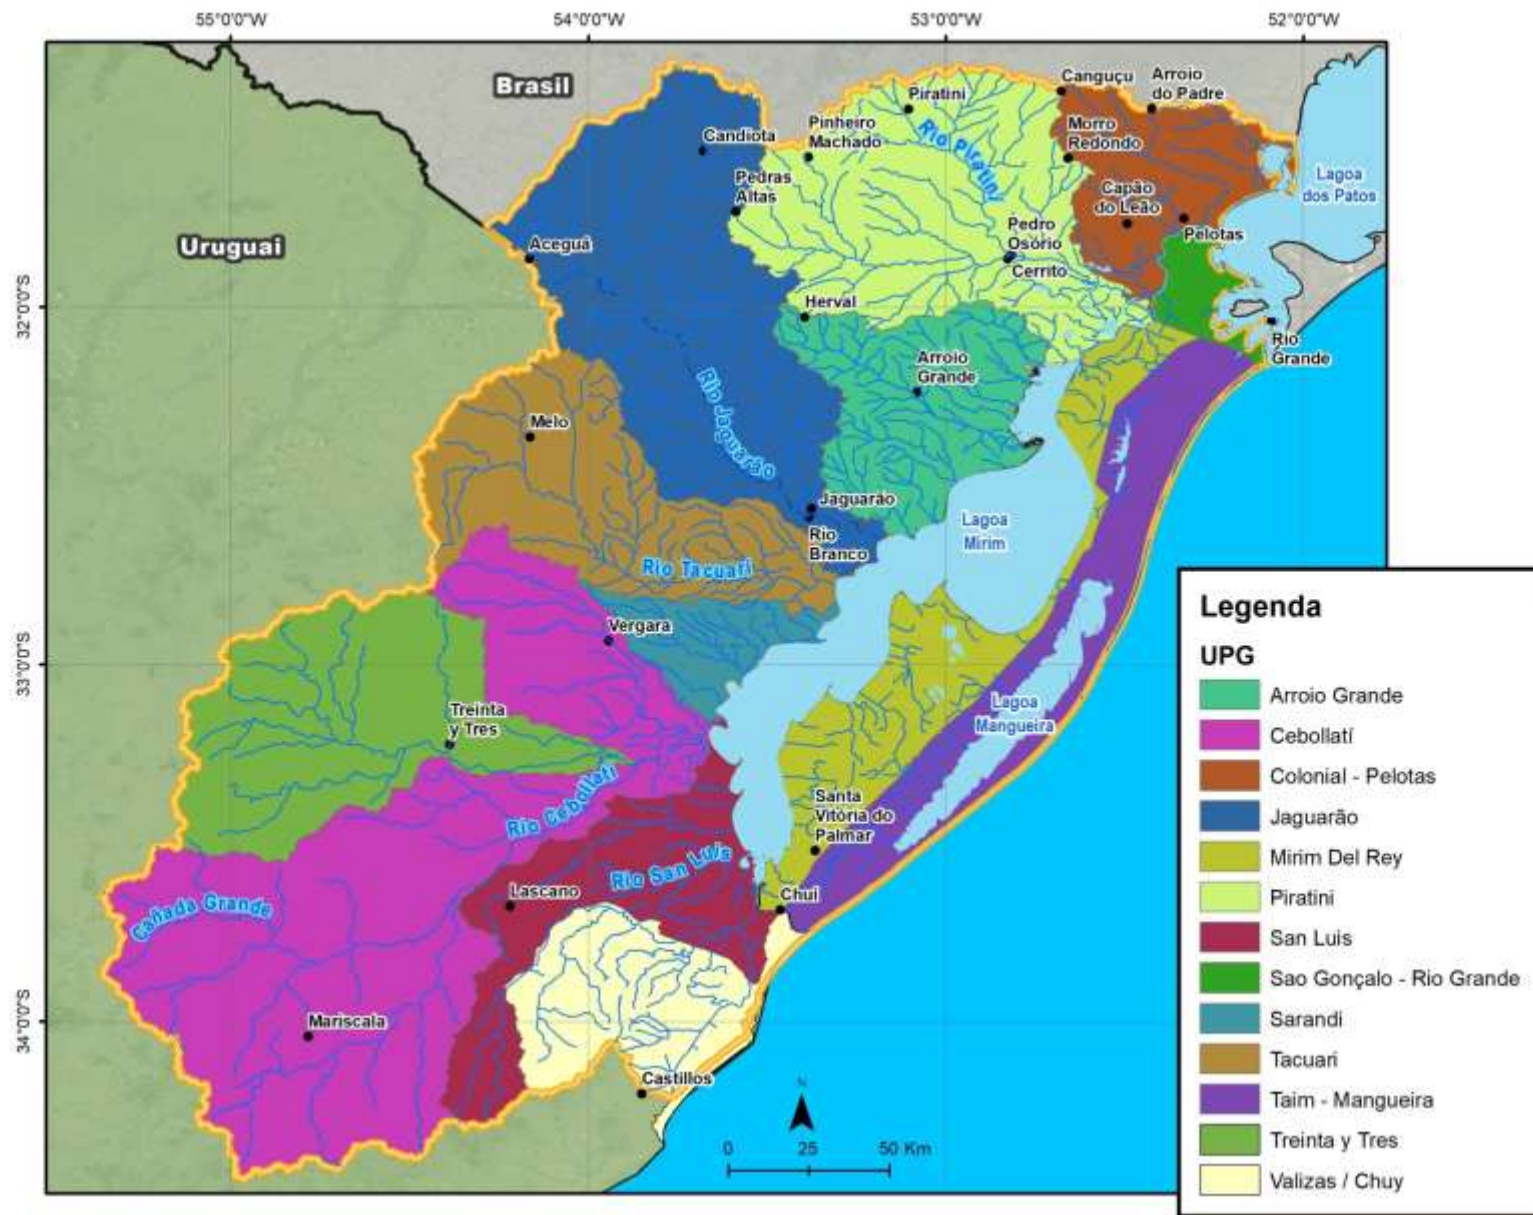 55°0'0"W
54°0'0"W
53°0'0"W
52°0'0"W
Brasil
Uruguai
Canguçu
Arroio
do Padre
Piratini
Rio Piratini
Pinheiro
Machado
Candiota
Morro
Redondo
Lagoa
dos Patos
Pedras
Altas
Capão
do Leão
Pelotas
Pedro
Osório
Cerrito
Aceguá
32°0'0"S
Herval
Rio
Grande
Arroio
Grande
Rio Jaguarão
Melo
Jaguarão
Rio
Branco
Lagoa
Mirim
Rio Tacuari
Vergara
33°0'0"S
Treinta
y Tres
Lagoa
Mangueira
Rio Cebollati
Santa
Vitória do
Palmar
Rio San Luis
Lascano
Chui
Cañada Grande
34°0'0"S
Mariscala
Castillos
N
0 25 50 Km
Legenda
UPG
Arroio Grande
Cebollatí
Colonial - Pelotas
Jaguarão
Mirim Del Rey
Piratini
San Luis
Sao Gonçalo - Rio Grande
Sarandi
Tacuari
Taim - Mangueira
Treinta y Tres
Valizas / Chuy